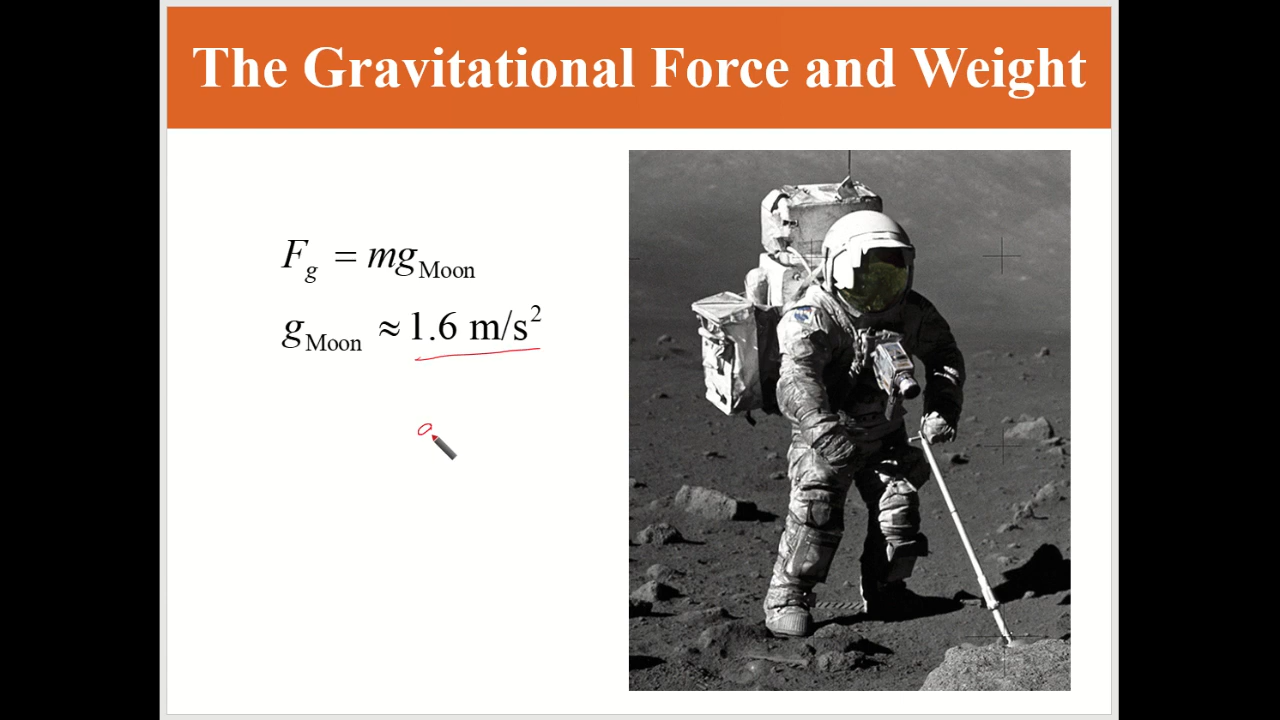 The Gravitational Force and Weight
F_g = mg_Moon
g_Moon ≈ 1.6 m/s²